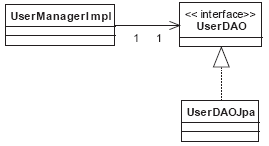 UserManagerImpl
<< interface>>
UserDAO
1 1
UserDAOJpa